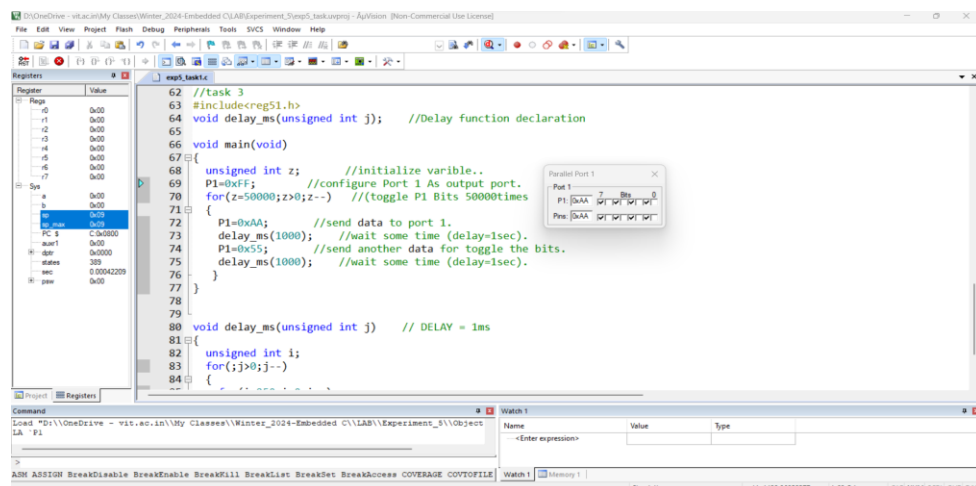 D:\OneDrive - vit.ac.in\My Classes\Winter_2024-Embedded C\LAB\Experiment_5\exp5_task.uvproj - µVision [Non-Commercial Use License]
File Edit View Project Flash Debug Peripherals Tools SVCS Window Help
Registers
Register Value
Regs
r0 0x00
r1 0x00
r2 0x00
r3 0x00
r4 0x00
r5 0x00
r6 0x00
r7 0x00
Sys
a 0x00
b 0x00
sp 0x09
sp_max 0x09
PC $ C:0x0800
auxr1 0x00
dptr 0x0000
states 389
sec 0.00042209
psw 0x00
Project Registers
exp5_task1.c
62 //task 3
63 #include<reg51.h>
64 void delay_ms(unsigned int j); //Delay function declaration
65
66 void main(void)
67 {
68 unsigned int z; //initialize varible..
69 P1=0xFF; //configure Port 1 As output port.
70 for(z=50000;z>0;z--) //(toggle P1 Bits 50000times
71 {
72 P1=0xAA; //send data to port 1.
73 delay_ms(1000); //wait some time (delay=1sec).
74 P1=0x55; //send another data for toggle the bits.
75 delay_ms(1000); //wait some time (delay=1sec).
76 }
77 }
78
79
80 void delay_ms(unsigned int j) // DELAY = 1ms
81 {
82 unsigned int i;
83 for(;j>0;j--)
84 {
Parallel Port 1
Port 1
7 Bits 0
P1: 0xAA
Pins: 0xAA
Command
Load "D:\\OneDrive - vit.ac.in\\My Classes\\Winter_2024-Embedded C\\LAB\\Experiment_5\\Object
LA `P1
>
ASM ASSIGN BreakDisable BreakEnable BreakKill BreakList BreakSet BreakAccess COVERAGE COVTOFILE
Watch 1
Name Value Type
<Enter expression>
Watch 1 Memory 1